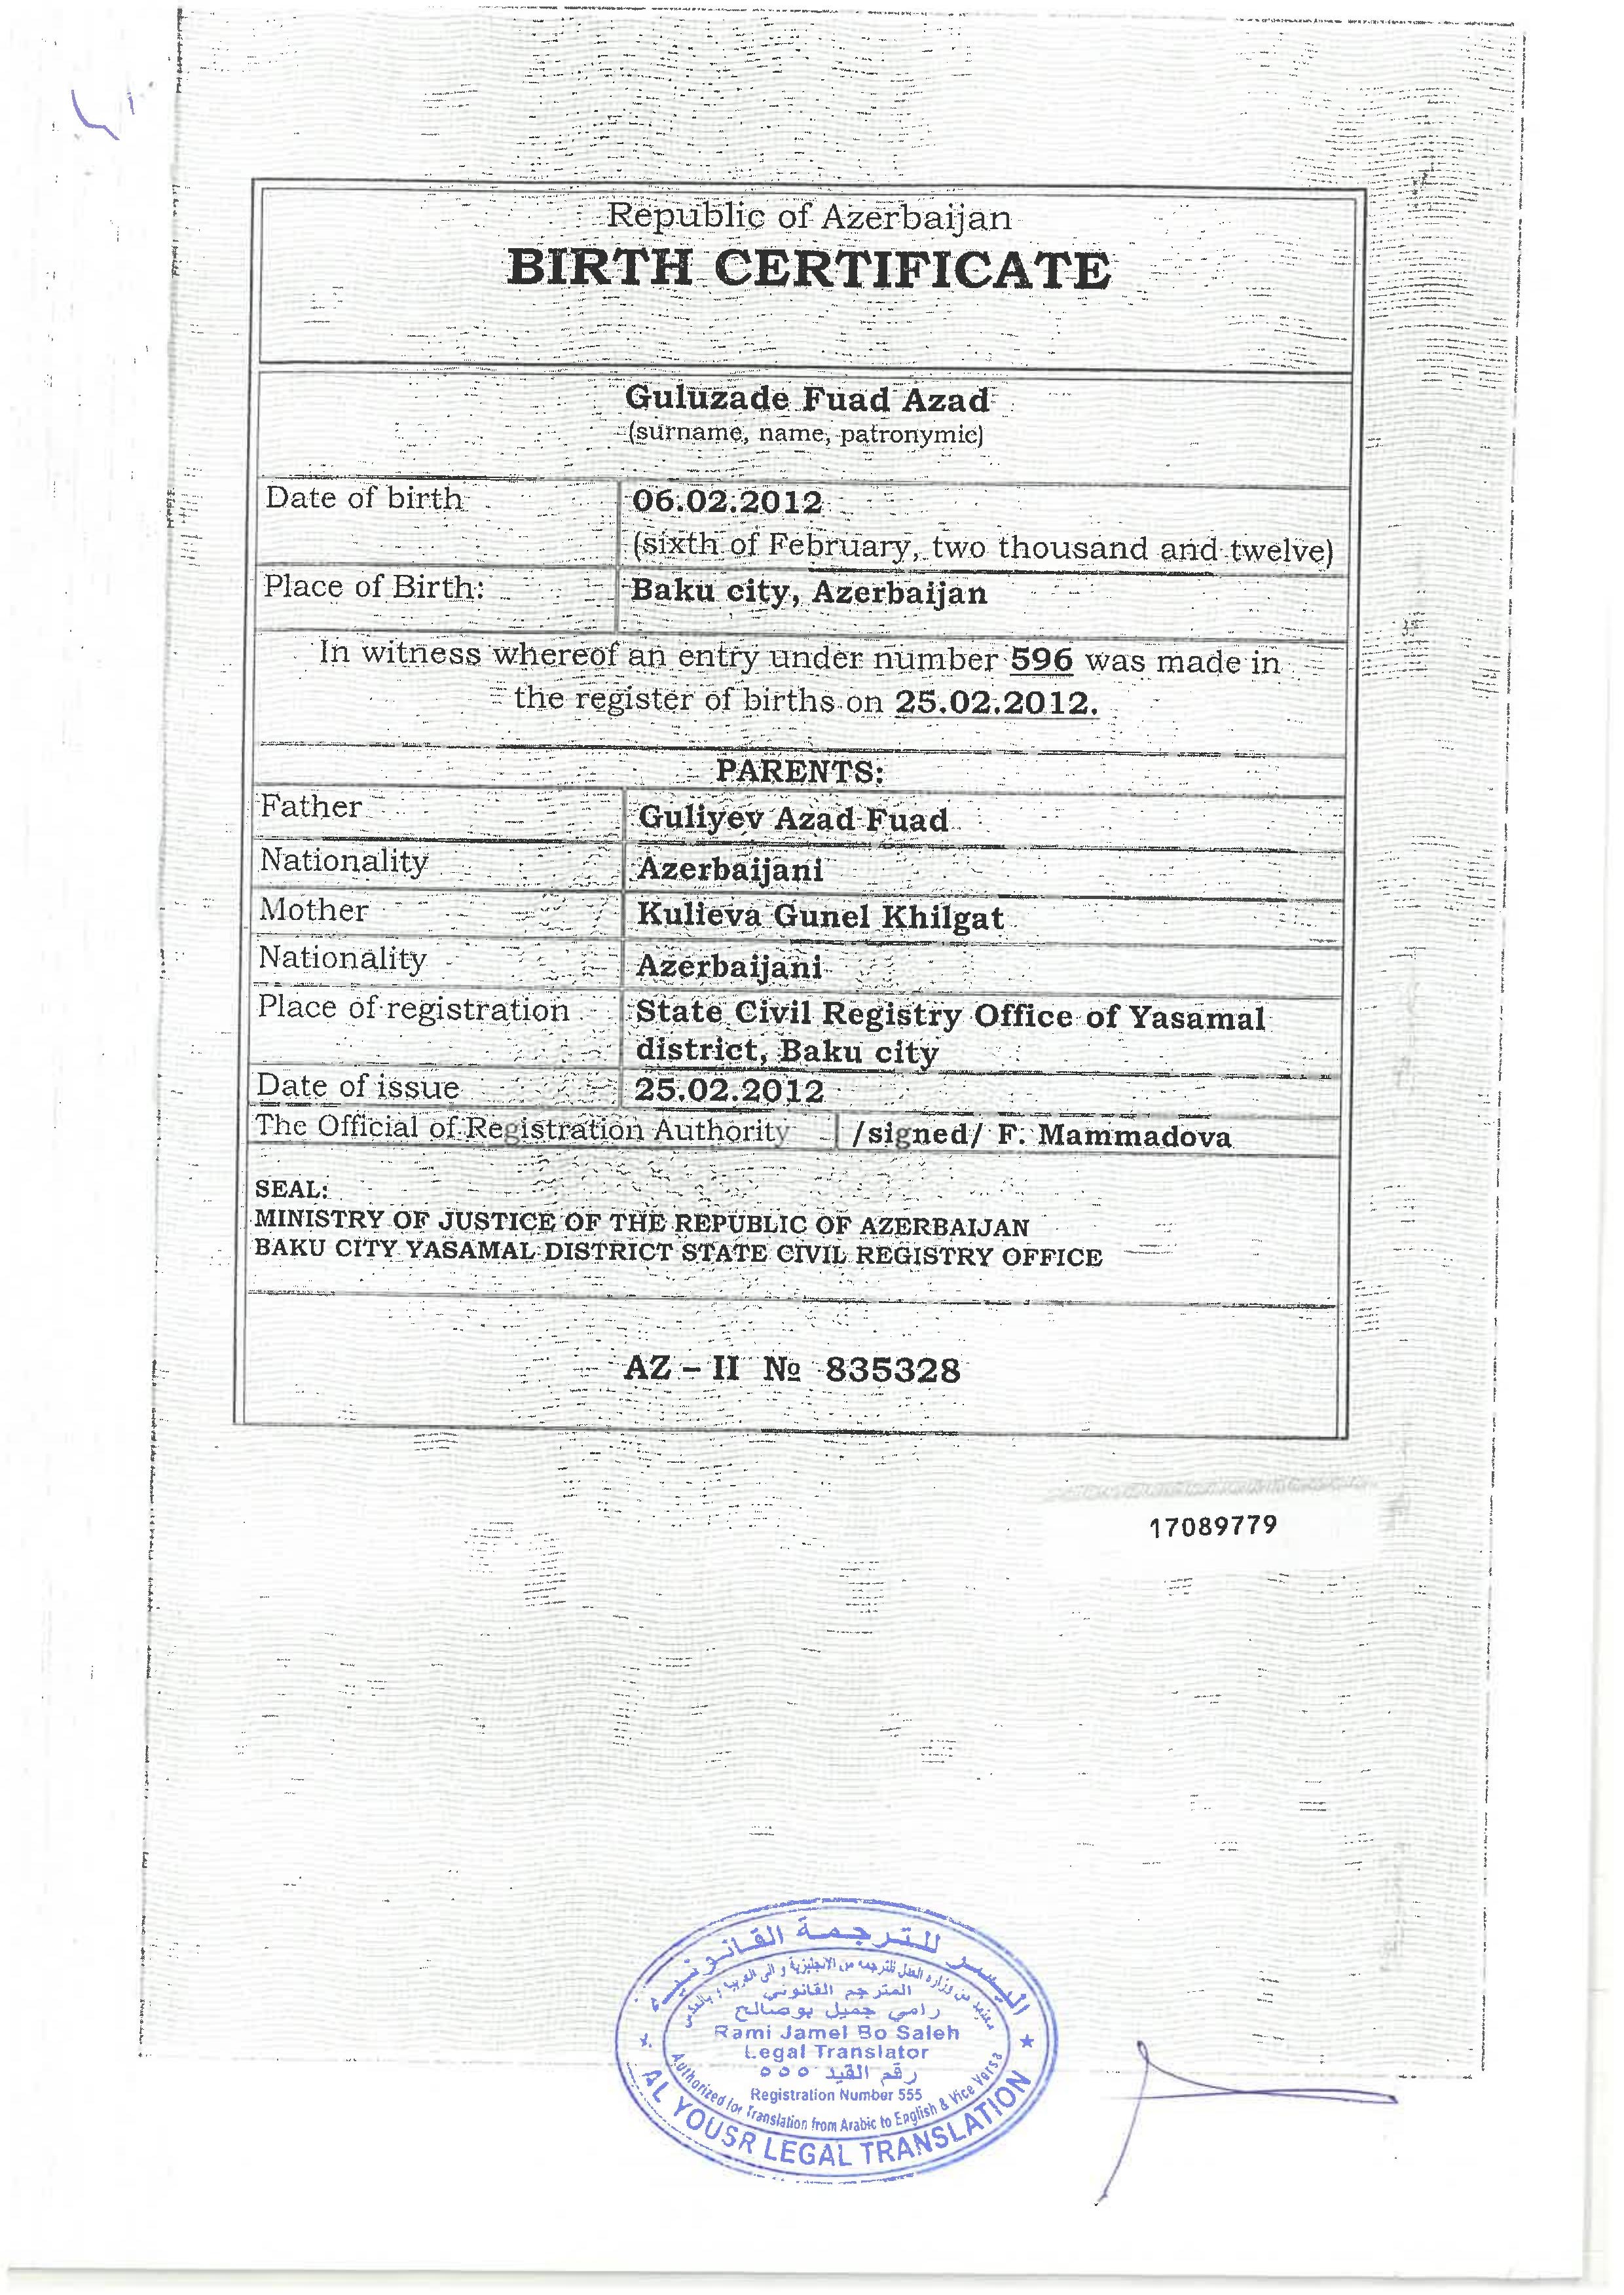 Republic of Azerbaijan
BIRTH CERTIFICATE
Guluzade Fuad Azad
(surname, name, patronymic)
Date of birth 06.02.2012
(sixth of February, two thousand and twelve)
Place of Birth: Baku city, Azerbaijan
In witness whereof an entry under number 596 was made in
the register of births on 25.02.2012.
PARENTS:
Father Guliyev Azad Fuad
Nationality Azerbaijani
Mother Kulieva Gunel Khilgat
Nationality Azerbaijani
Place of registration State Civil Registry Office of Yasamal
district, Baku city
Date of issue 25.02.2012
The Official of Registration Authority /signed/ F. Mammadova
SEAL:
MINISTRY OF JUSTICE OF THE REPUBLIC OF AZERBAIJAN
BAKU CITY YASAMAL DISTRICT STATE CIVIL REGISTRY OFFICE
AZ – II № 835328
17089779
اليسر للترجمة القانونية
معتمد من وزارة العدل للترجمة من الانجليزية و الى العربية و بالعكس
المترجم القانوني
رامي جميل بو صالح
Rami Jamel Bo Saleh
Legal Translator
رقم القيد ٥٥٥
Registration Number 555
Authorized for Translation from Arabic to English & Vice Versa
AL YOUSR LEGAL TRANSLATION